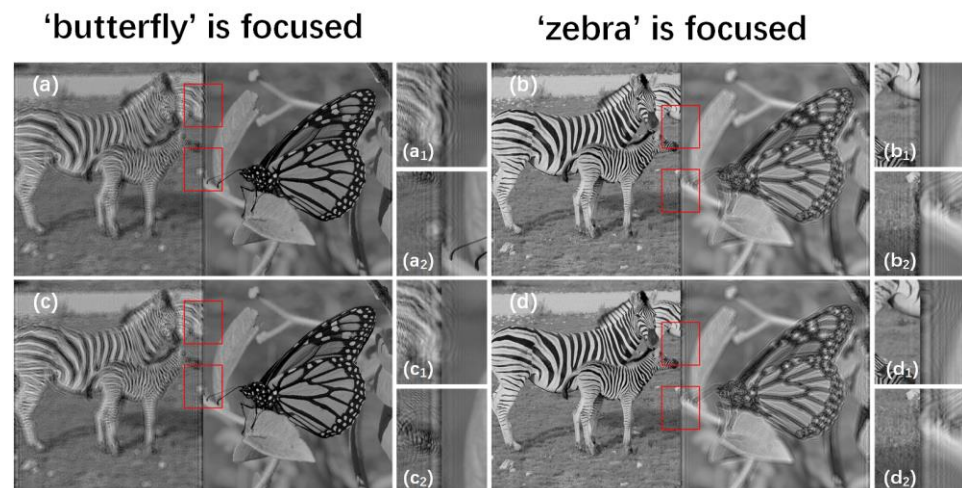 ‘butterfly’ is focused
‘zebra’ is focused
(a)
(a₁)
(a₂)
(b)
(b₁)
(b₂)
(c)
(c₁)
(c₂)
(d)
(d₁)
(d₂)